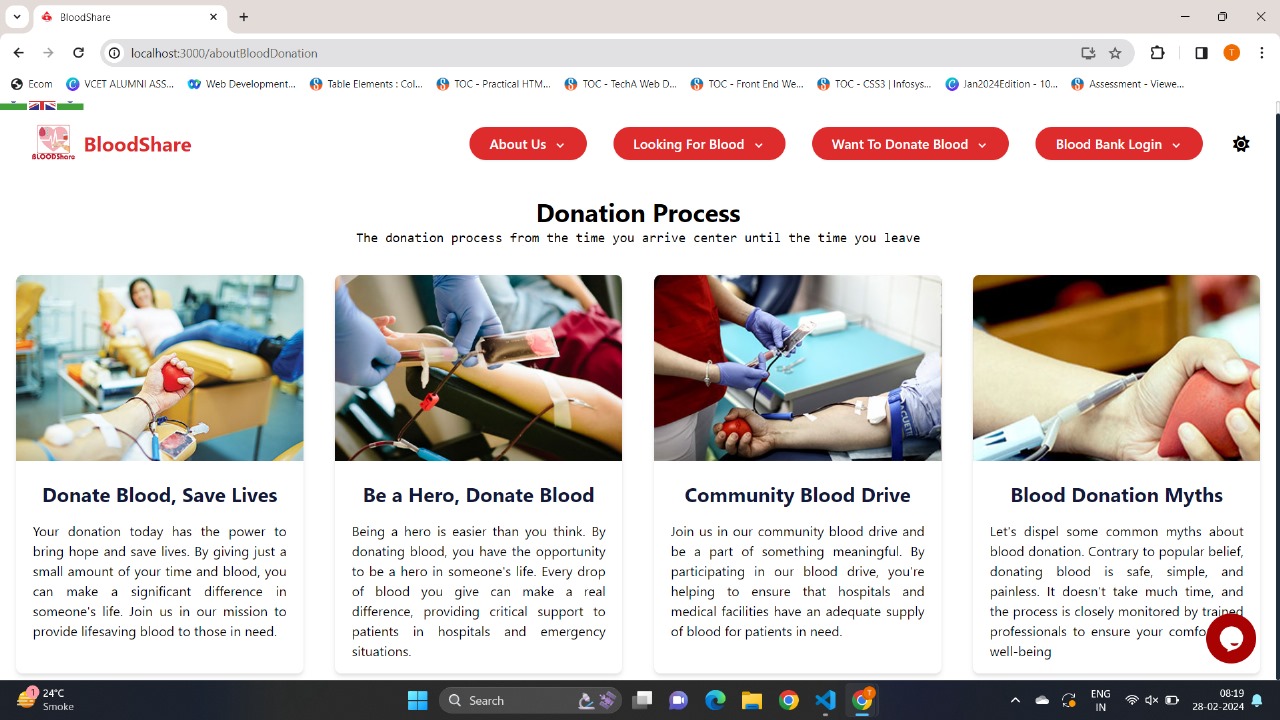 BloodShare
localhost:3000/aboutBloodDonation
T
Ecom
VCET ALUMNI ASS...
Web Development...
Table Elements : Col...
TOC - Practical HTM...
TOC - TechA Web D...
TOC - Front End We...
TOC - CSS3 | Infosys...
Jan2024Edition - 10...
Assessment - Viewe...
BLOODShare
BloodShare
About Us
Looking For Blood
Want To Donate Blood
Blood Bank Login
Donation Process
The donation process from the time you arrive center until the time you leave
Donate Blood, Save Lives
Your donation today has the power to
bring hope and save lives. By giving just a
small amount of your time and blood, you
can make a significant difference in
someone's life. Join us in our mission to
provide lifesaving blood to those in need.
Be a Hero, Donate Blood
Being a hero is easier than you think. By
donating blood, you have the opportunity
to be a hero in someone's life. Every drop
of blood you give can make a real
difference, providing critical support to
patients in hospitals and emergency
situations.
Community Blood Drive
Join us in our community blood drive and
be a part of something meaningful. By
participating in our blood drive, you're
helping to ensure that hospitals and
medical facilities have an adequate supply
of blood for patients in need.
Blood Donation Myths
Let's dispel some common myths about
blood donation. Contrary to popular belief,
donating blood is safe, simple, and
painless. It doesn't take much time, and
the process is closely monitored by trained
professionals to ensure your
well-being
1
24°C
Smoke
Search
T
ENG
IN
08:19
28-02-2024